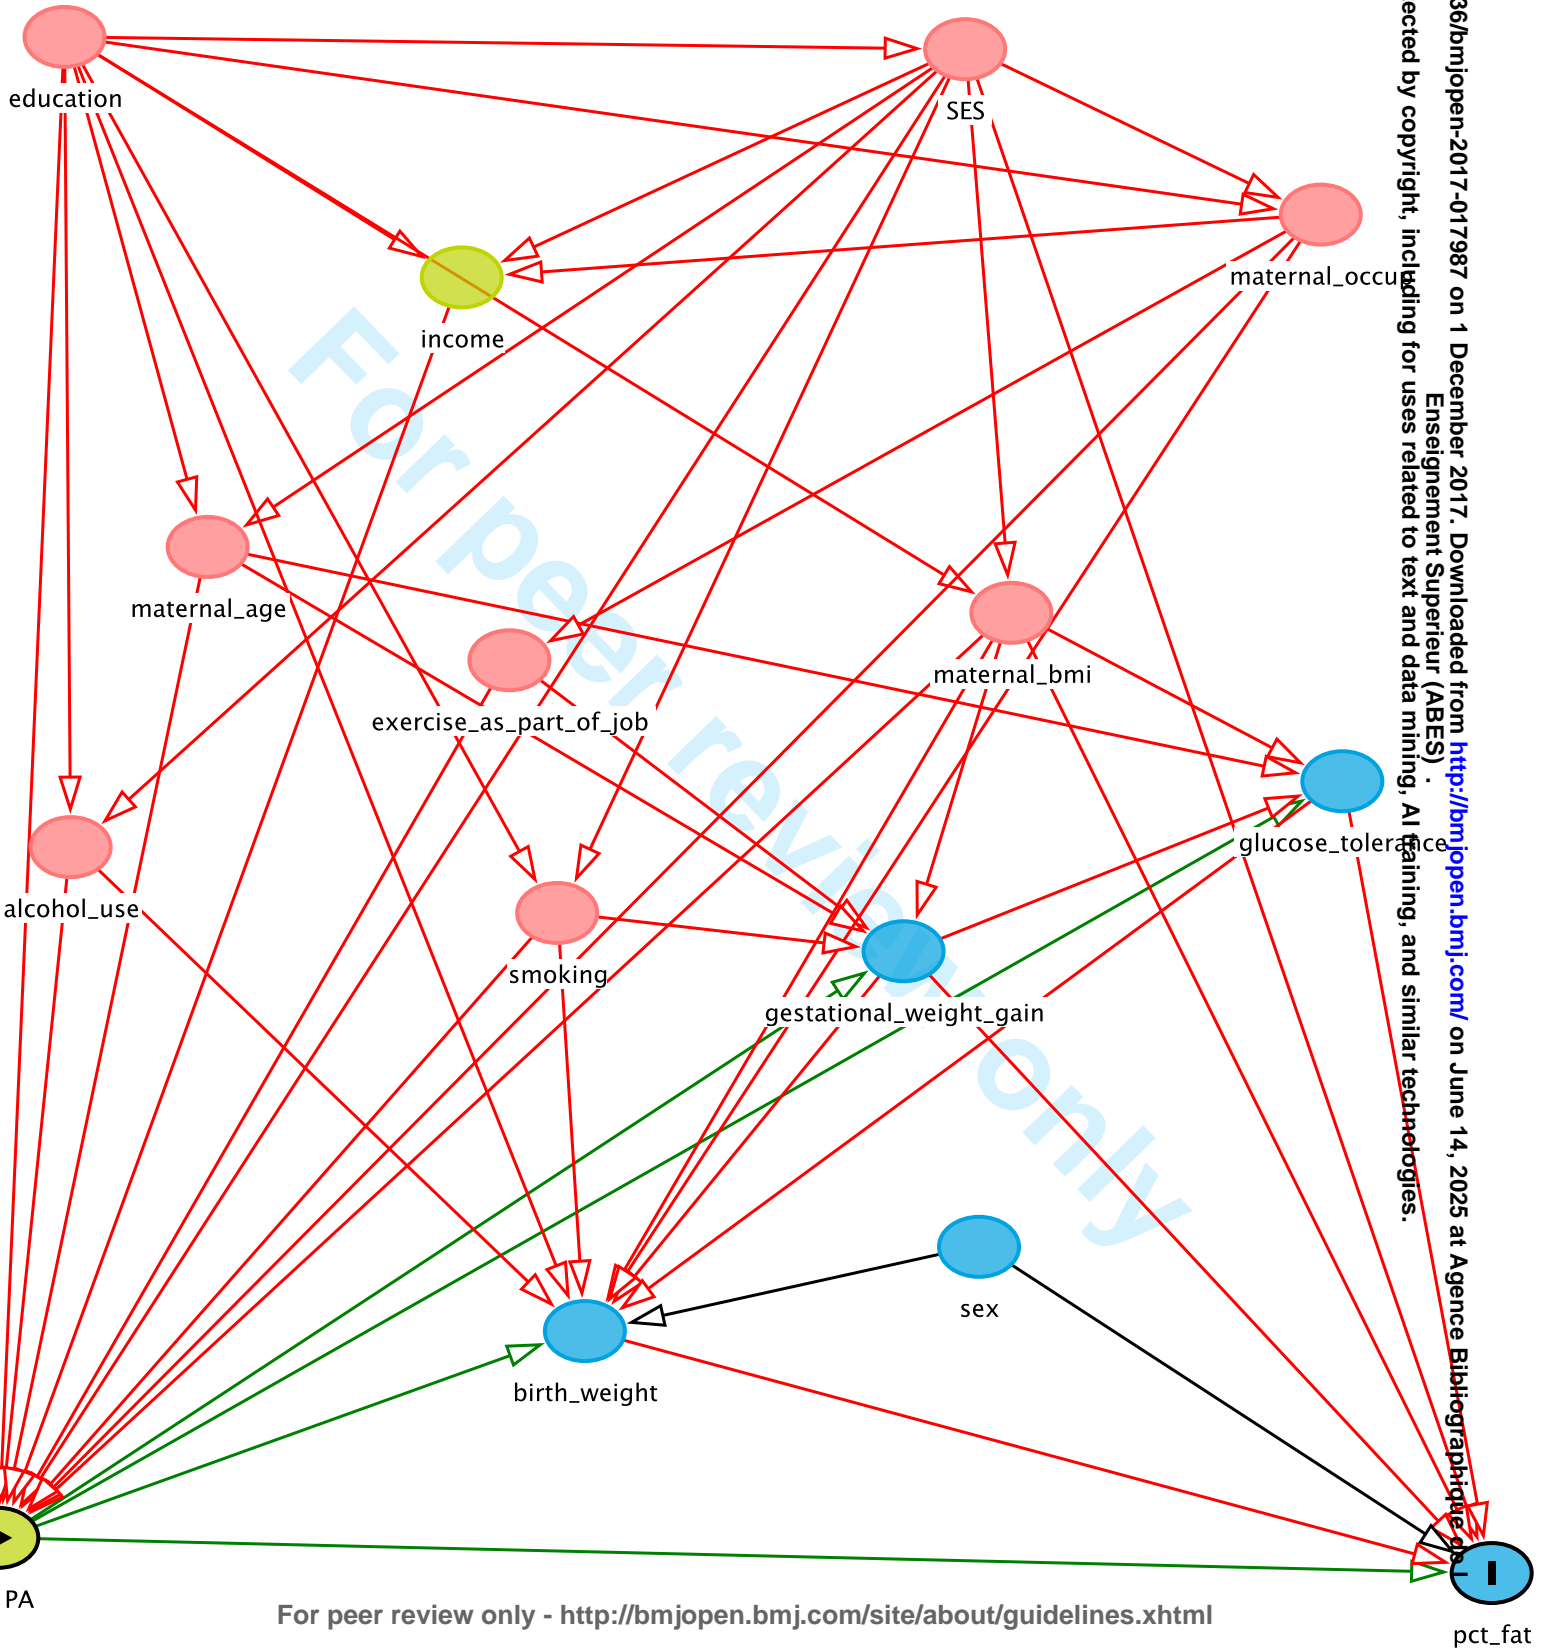 education
SES
maternal_occup
income
maternal_age
exercise_as_part_of_job
maternal_bmi
glucose_tolerance
alcohol_use
smoking
gestational_weight_gain
sex
birth_weight
PA
pct_fat
For peer review only
For peer review only - http://bmjopen.bmj.com/site/about/guidelines.xhtml
36/bmjopen-2017-017987 on 1 December 2017. Downloaded from http://bmjopen.bmj.com/ on June 14, 2025 at Agence Bibliographique de l
Enseignement Superieur (ABES) .
ected by copyright, including for uses related to text and data mining, AI training, and similar technologies.